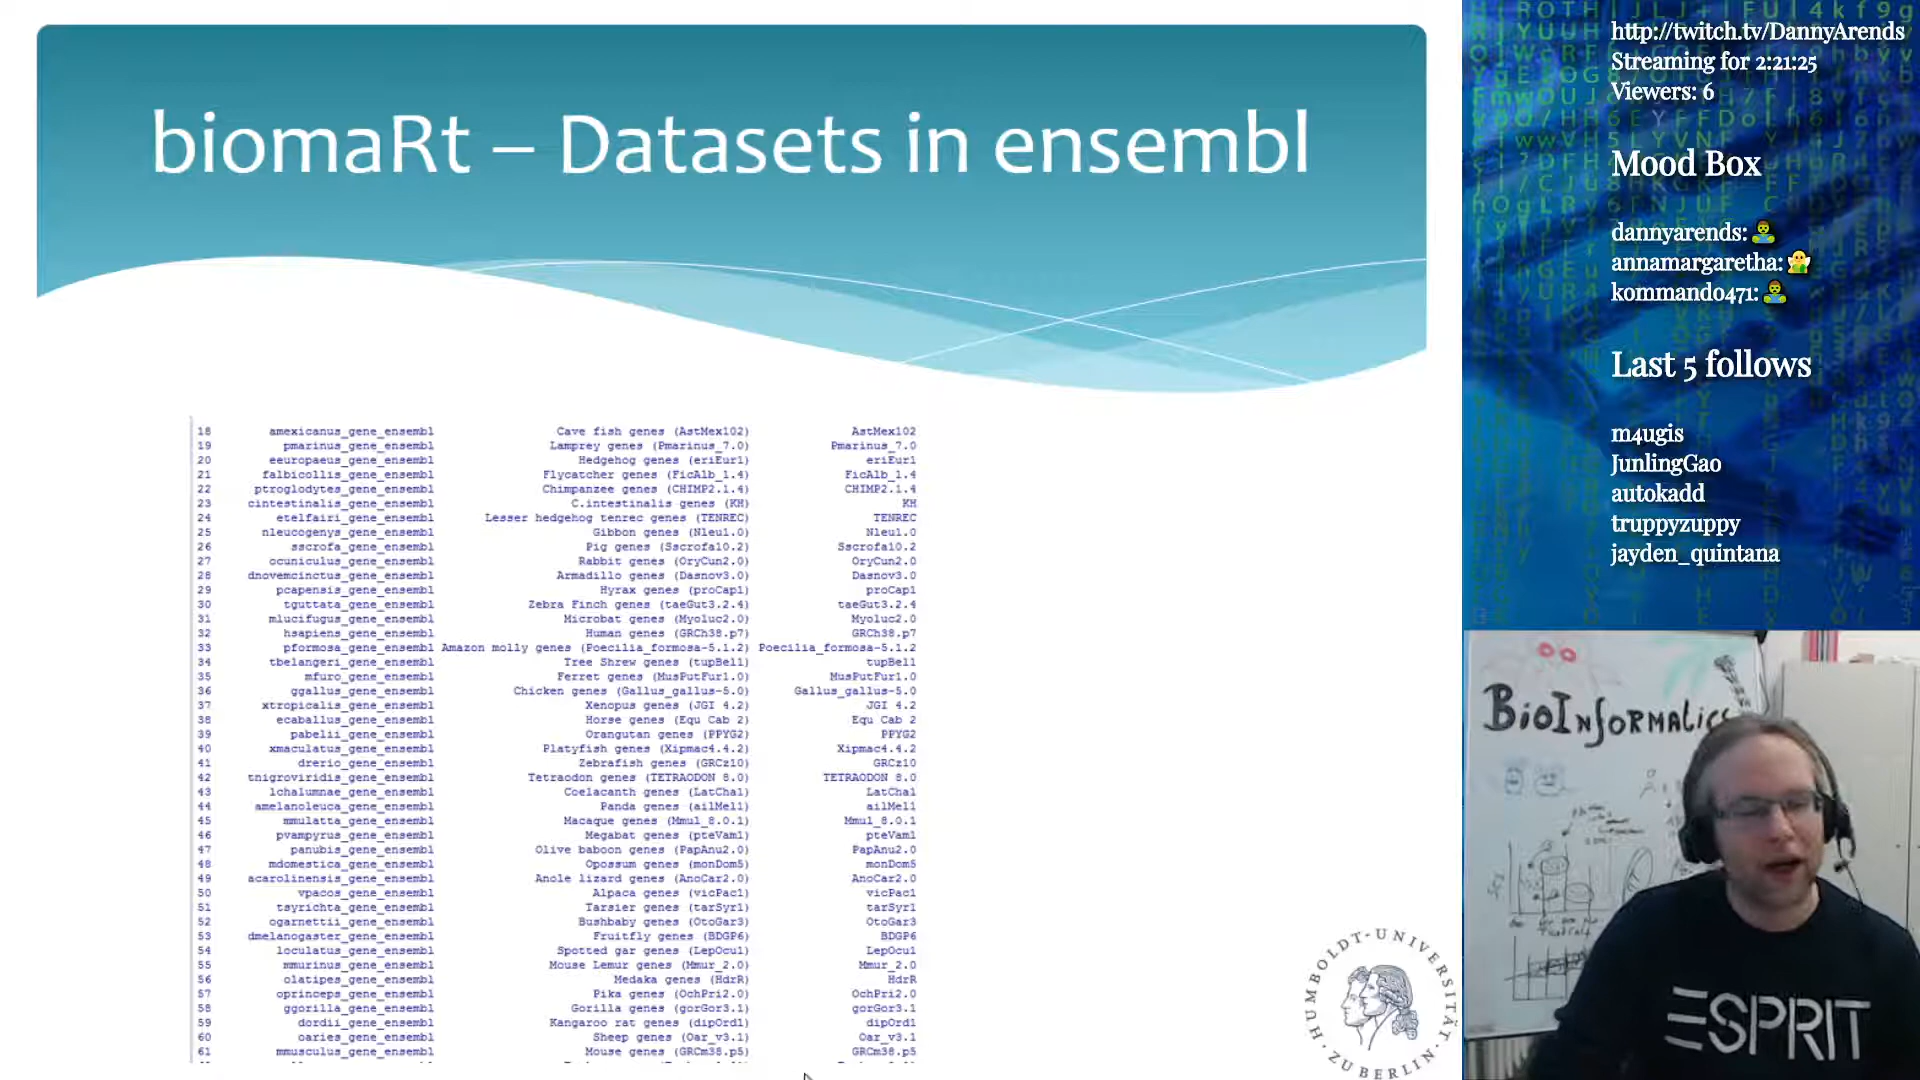 biomaRt – Datasets in ensembl
18 amexicanus_gene_ensembl Cave fish genes (AstMex102) AstMex102
19 pmarinus_gene_ensembl Lamprey genes (Pmarinus_7.0) Pmarinus_7.0
20 eeuropaeus_gene_ensembl Hedgehog genes (eriEur1) eriEur1
21 falbicollis_gene_ensembl Flycatcher genes (FicAlb_1.4) FicAlb_1.4
22 ptroglodytes_gene_ensembl Chimpanzee genes (CHIMP2.1.4) CHIMP2.1.4
23 cintestinalis_gene_ensembl C.intestinalis genes (KH) KH
24 etelfairi_gene_ensembl Lesser hedgehog tenrec genes (TENREC) TENREC
25 nleucogenys_gene_ensembl Gibbon genes (Nleu1.0) Nleu1.0
26 sscrofa_gene_ensembl Pig genes (Sscrofa10.2) Sscrofa10.2
27 ocuniculus_gene_ensembl Rabbit genes (OryCun2.0) OryCun2.0
28 dnovemcinctus_gene_ensembl Armadillo genes (Dasnov3.0) Dasnov3.0
29 pcapensis_gene_ensembl Hyrax genes (proCap1) proCap1
30 tguttata_gene_ensembl Zebra Finch genes (taeGut3.2.4) taeGut3.2.4
31 mlucifugus_gene_ensembl Microbat genes (Myoluc2.0) Myoluc2.0
32 hsapiens_gene_ensembl Human genes (GRCh38.p7) GRCh38.p7
33 pformosa_gene_ensembl Amazon molly genes (Poecilia_formosa-5.1.2) Poecilia_formosa-5.1.2
34 tbelangeri_gene_ensembl Tree Shrew genes (tupBel1) tupBel1
35 mfuro_gene_ensembl Ferret genes (MusPutFur1.0) MusPutFur1.0
36 ggallus_gene_ensembl Chicken genes (Gallus_gallus-5.0) Gallus_gallus-5.0
37 xtropicalis_gene_ensembl Xenopus genes (JGI 4.2) JGI 4.2
38 ecaballus_gene_ensembl Horse genes (Equ Cab 2) Equ Cab 2
39 pabelii_gene_ensembl Orangutan genes (PPYG2) PPYG2
40 xmaculatus_gene_ensembl Platyfish genes (Xipmac4.4.2) Xipmac4.4.2
41 drerio_gene_ensembl Zebrafish genes (GRCz10) GRCz10
42 tnigroviridis_gene_ensembl Tetraodon genes (TETRAODON 8.0) TETRAODON 8.0
43 lchalumnae_gene_ensembl Coelacanth genes (LatCha1) LatCha1
44 amelanoleuca_gene_ensembl Panda genes (ailMel1) ailMel1
45 mmulatta_gene_ensembl Macaque genes (Mmul_8.0.1) Mmul_8.0.1
46 pvampyrus_gene_ensembl Megabat genes (pteVam1) pteVam1
47 panubis_gene_ensembl Olive baboon genes (PapAnu2.0) PapAnu2.0
48 mdomestica_gene_ensembl Opossum genes (monDom5) monDom5
49 acarolinensis_gene_ensembl Anole lizard genes (AnoCar2.0) AnoCar2.0
50 vpacos_gene_ensembl Alpaca genes (vicPac1) vicPac1
51 tsyrichta_gene_ensembl Tarsier genes (tarSyr1) tarSyr1
52 ogarnettii_gene_ensembl Bushbaby genes (OtoGar3) OtoGar3
53 dmelanogaster_gene_ensembl Fruitfly genes (BDGP6) BDGP6
54 loculatus_gene_ensembl Spotted gar genes (LepOcu1) LepOcu1
55 mmurinus_gene_ensembl Mouse Lemur genes (Mmur_2.0) Mmur_2.0
56 olatipes_gene_ensembl Medaka genes (HdrR) HdrR
57 oprinceps_gene_ensembl Pika genes (OchPri2.0) OchPri2.0
58 ggorilla_gene_ensembl Gorilla genes (gorGor3.1) gorGor3.1
59 dordii_gene_ensembl Kangaroo rat genes (dipOrd1) dipOrd1
60 oaries_gene_ensembl Sheep genes (Oar_v3.1) Oar_v3.1
61 mmusculus_gene_ensembl Mouse genes (GRCm38.p5) GRCm38.p5
HUMBOLDT-UNIVERSITÄT ZU BERLIN
http://twitch.tv/DannyArends
Streaming for 2:21:25
Viewers: 6
Mood Box
dannyarends:
annamargaretha:
kommando471:
Last 5 follows
m4ugis
JunlingGao
autokadd
truppyzuppy
jayden_quintana
BioInformatics
ESPRIT